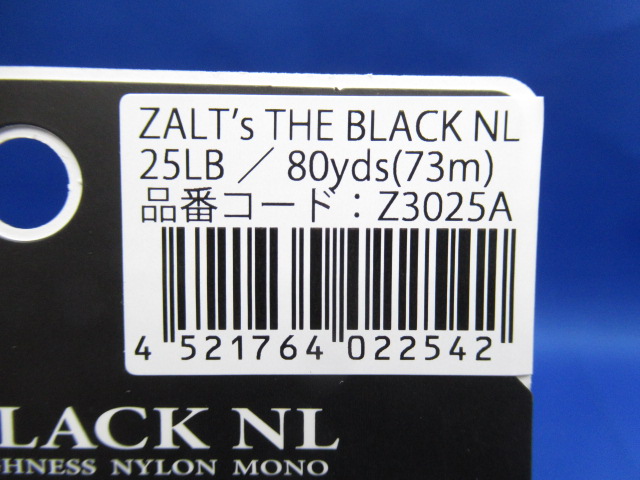 ZALT's THE BLACK NL
25LB ／ 80yds(73m)
品番コード：Z3025A
4 521764 022542
LACK NL
HNESS NYLON MONO